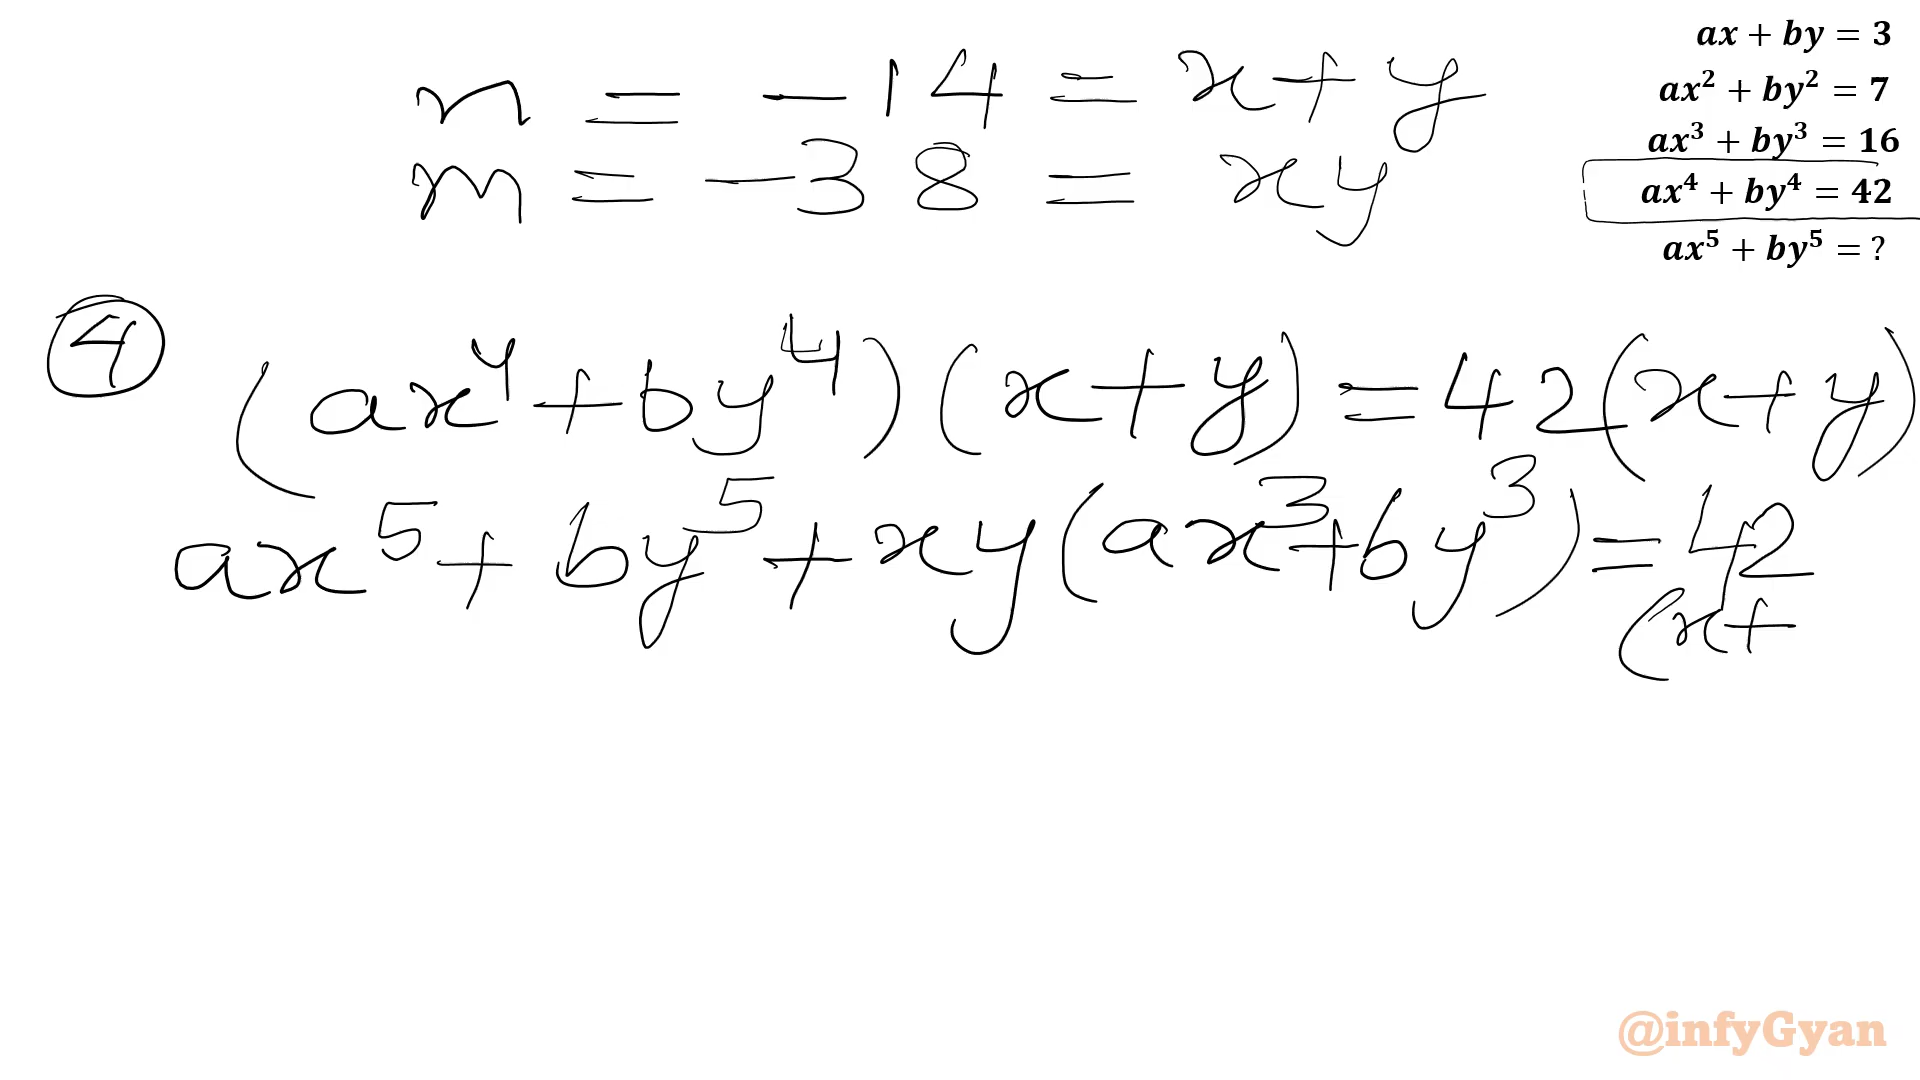 n = -14 = x+y
m = -38 = xy
ax + by = 3
ax² + by² = 7
ax³ + by³ = 16
ax⁴ + by⁴ = 42
ax⁵ + by⁵ = ?
④ (ax⁴+by⁴)(x+y) = 42(x+y)
ax⁵+by⁵+xy(ax³+by³) = 42
(x+
@infyGyan